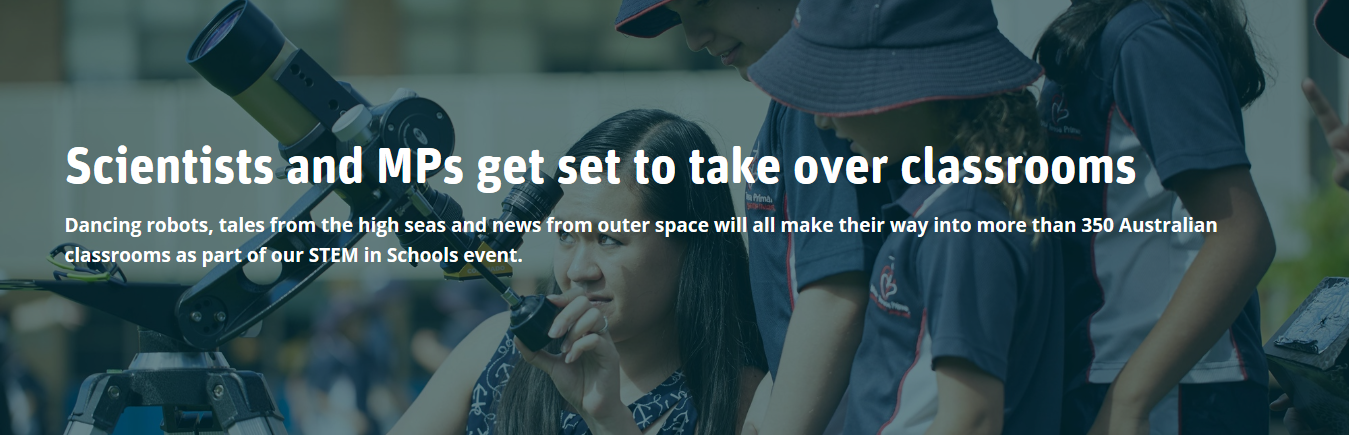 Scientists and MPs get set to take over classrooms
Dancing robots, tales from the high seas and news from outer space will all make their way into more than 350 Australian
classrooms as part of our STEM in Schools event.